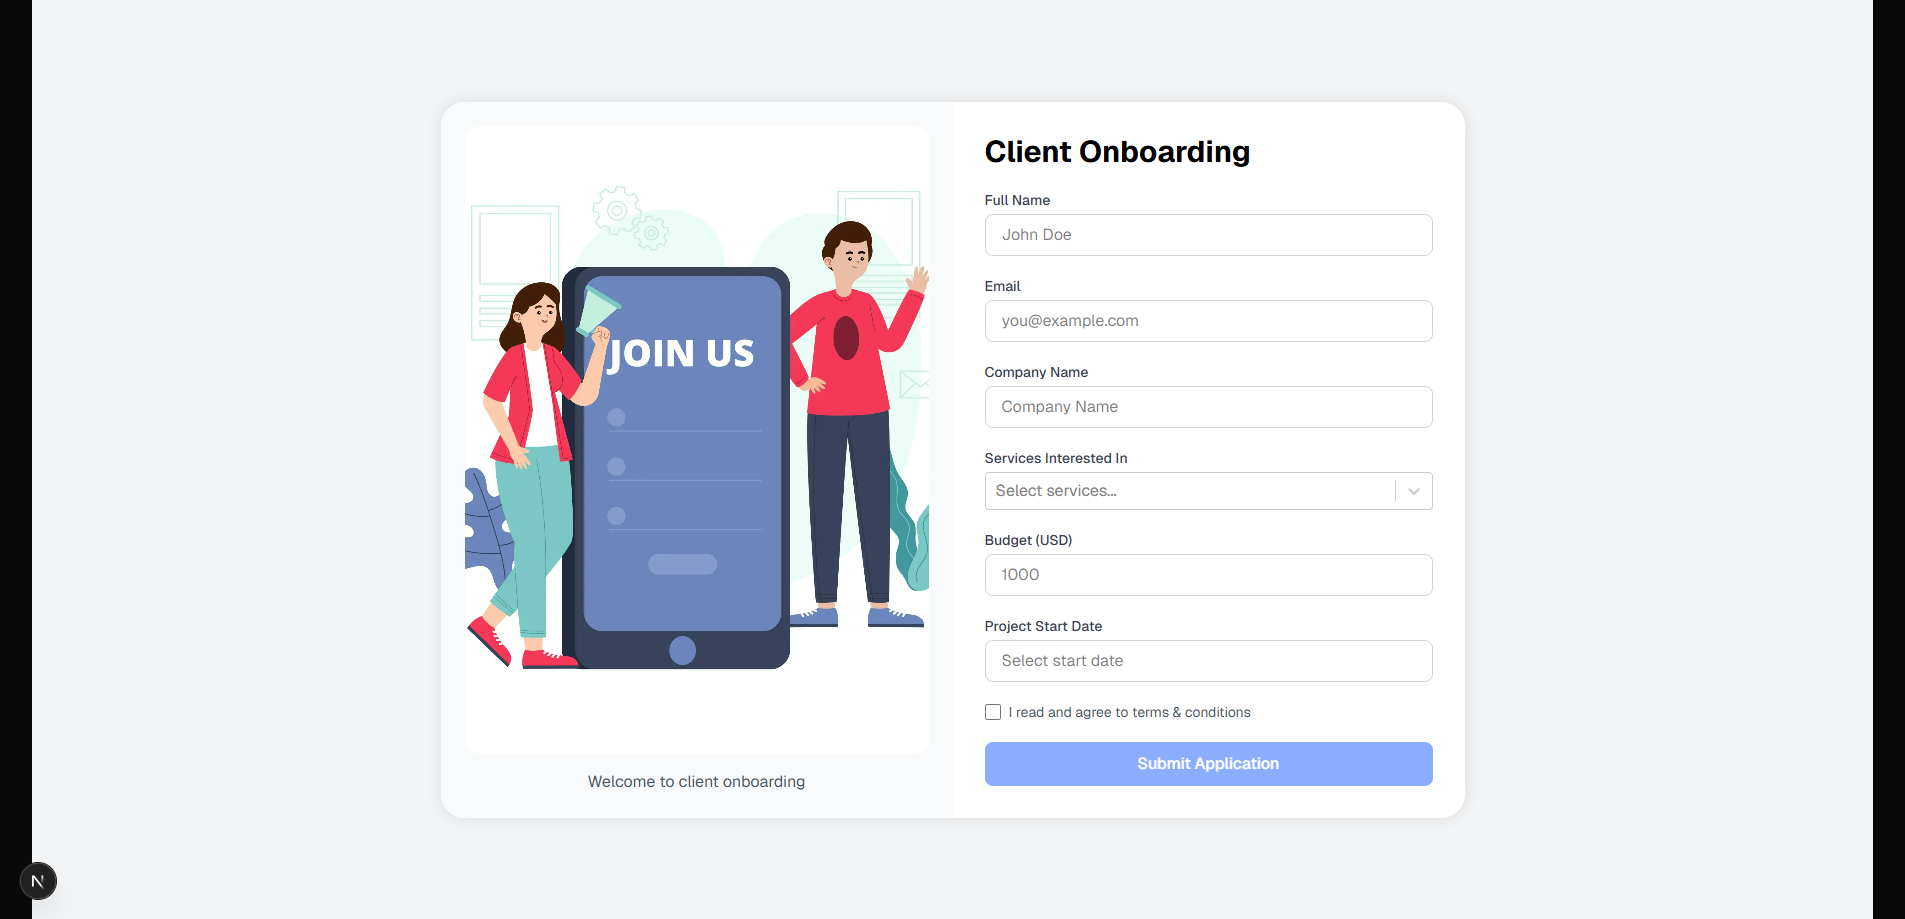 JOIN US
Welcome to client onboarding
Client Onboarding
Full Name
John Doe
Email
you@example.com
Company Name
Company Name
Services Interested In
Select services...
Budget (USD)
1000
Project Start Date
Select start date
I read and agree to terms & conditions
Submit Application
N